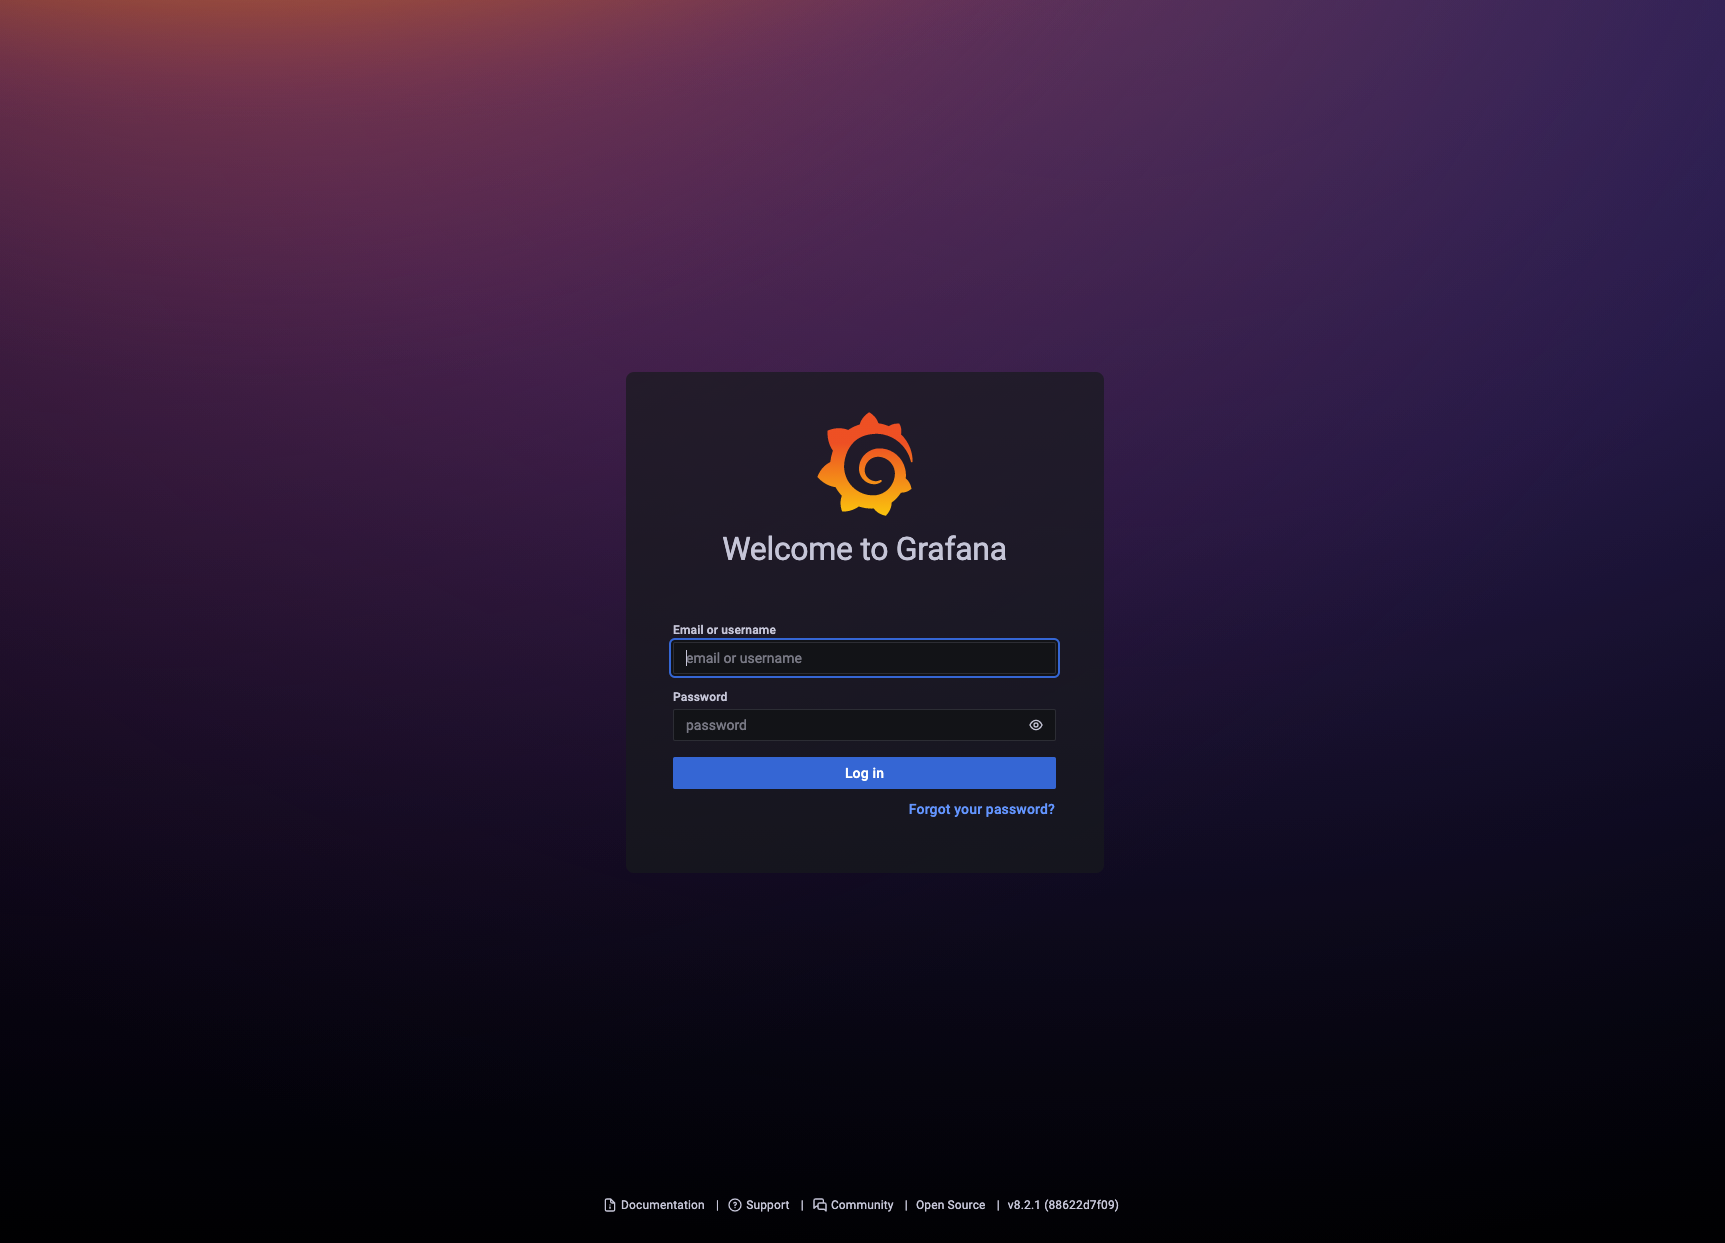 Welcome to Grafana
Email or username
email or username
Password
password
Log in
Forgot your password?
Documentation | Support | Community | Open Source | v8.2.1 (88622d7f09)